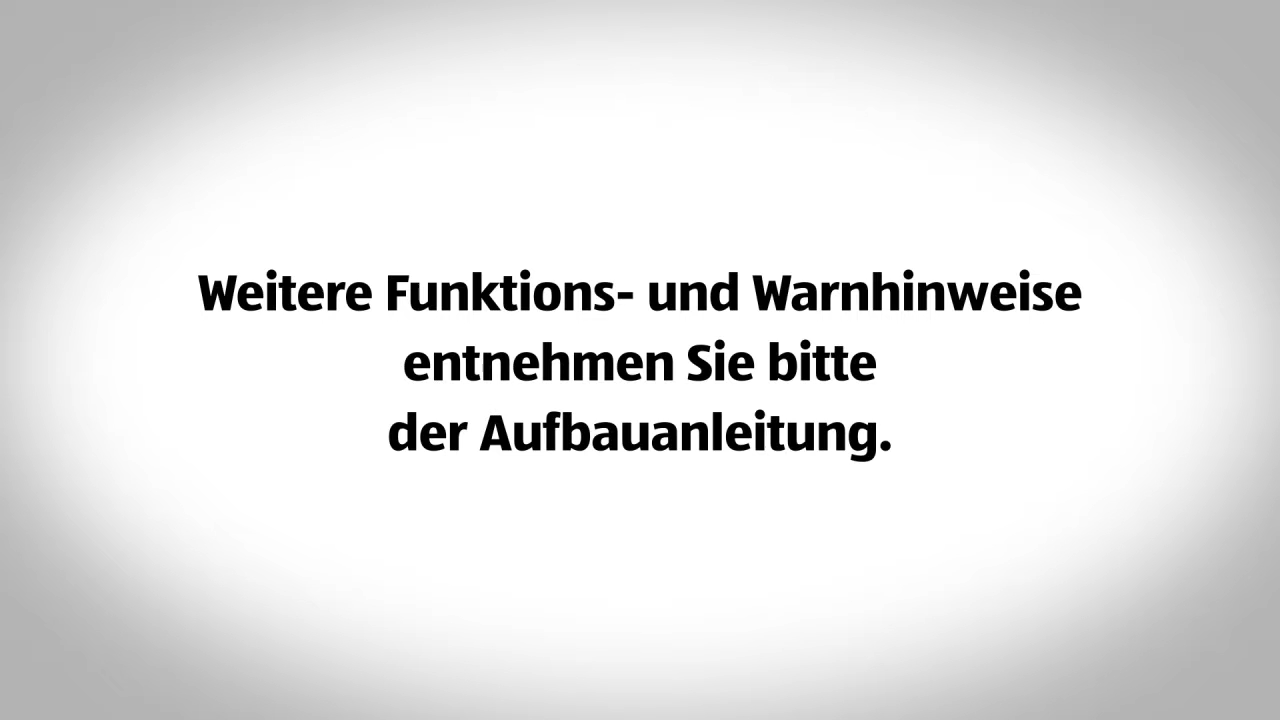 Weitere Funktions- und Warnhinweise
entnehmen Sie bitte
der Aufbauanleitung.